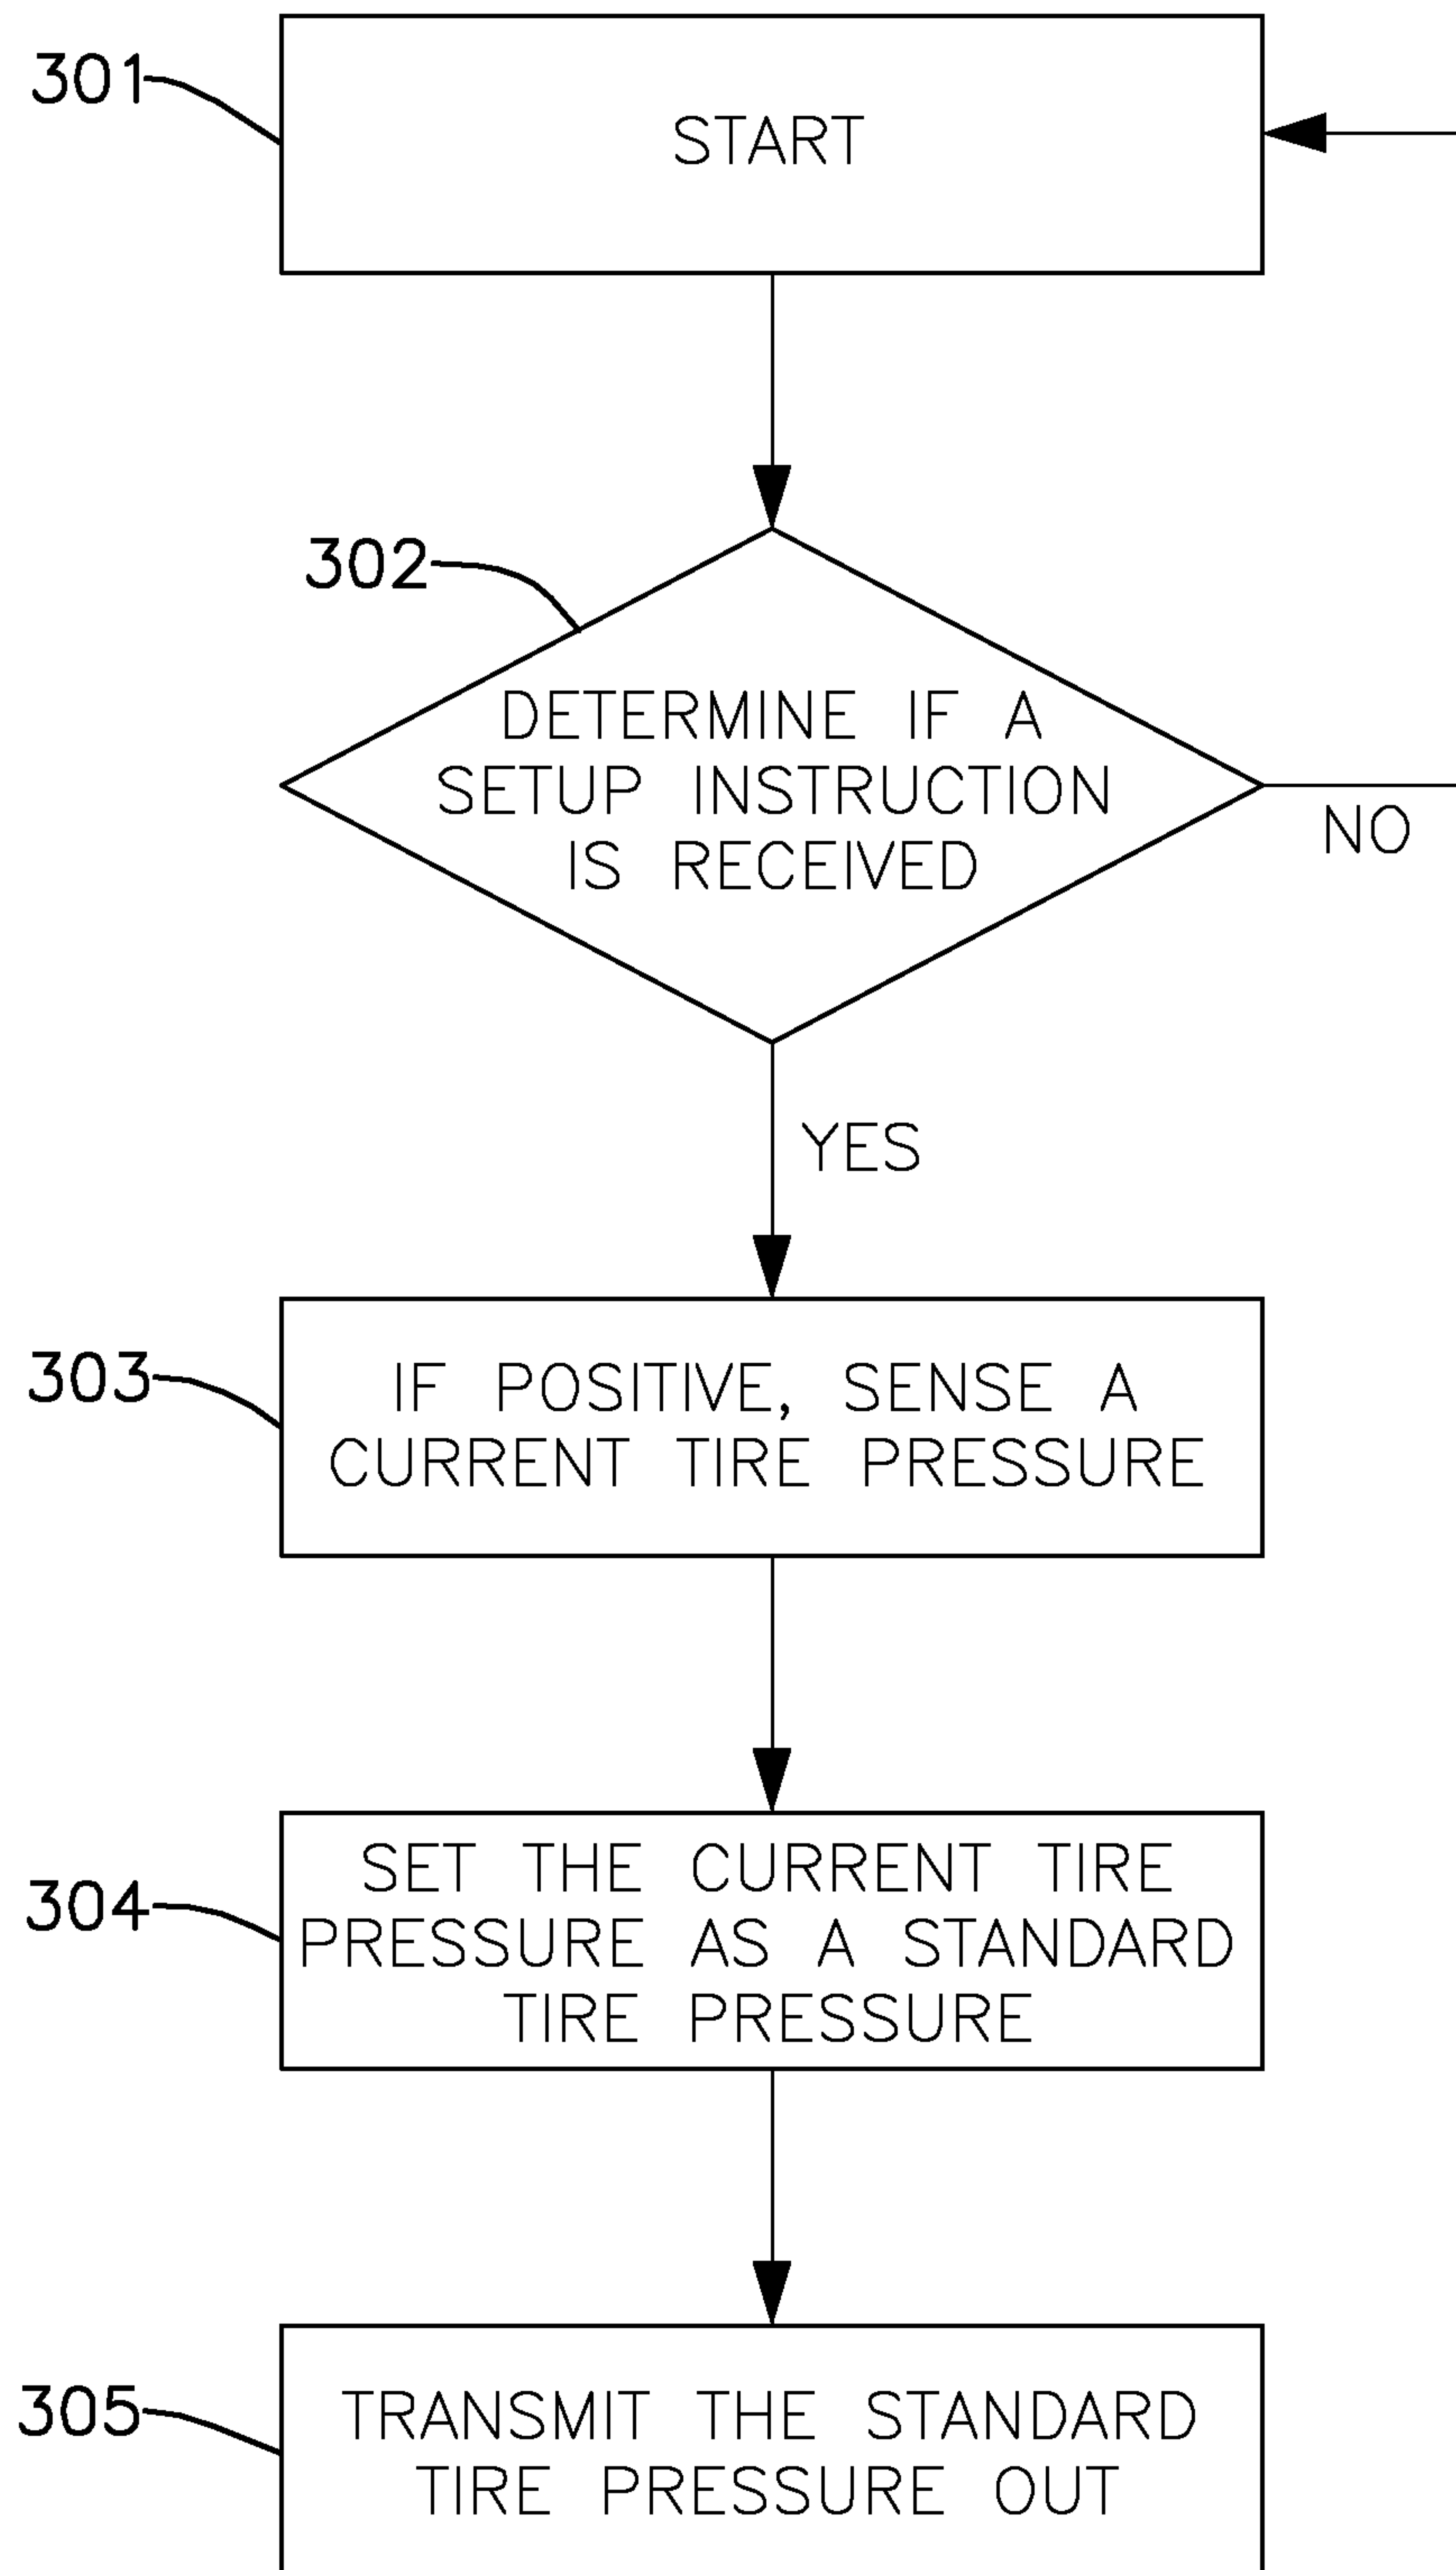 301
START
302
DETERMINE IF A
SETUP INSTRUCTION
IS RECEIVED
NO
YES
303
IF POSITIVE, SENSE A
CURRENT TIRE PRESSURE
304
SET THE CURRENT TIRE
PRESSURE AS A STANDARD
TIRE PRESSURE
305
TRANSMIT THE STANDARD
TIRE PRESSURE OUT